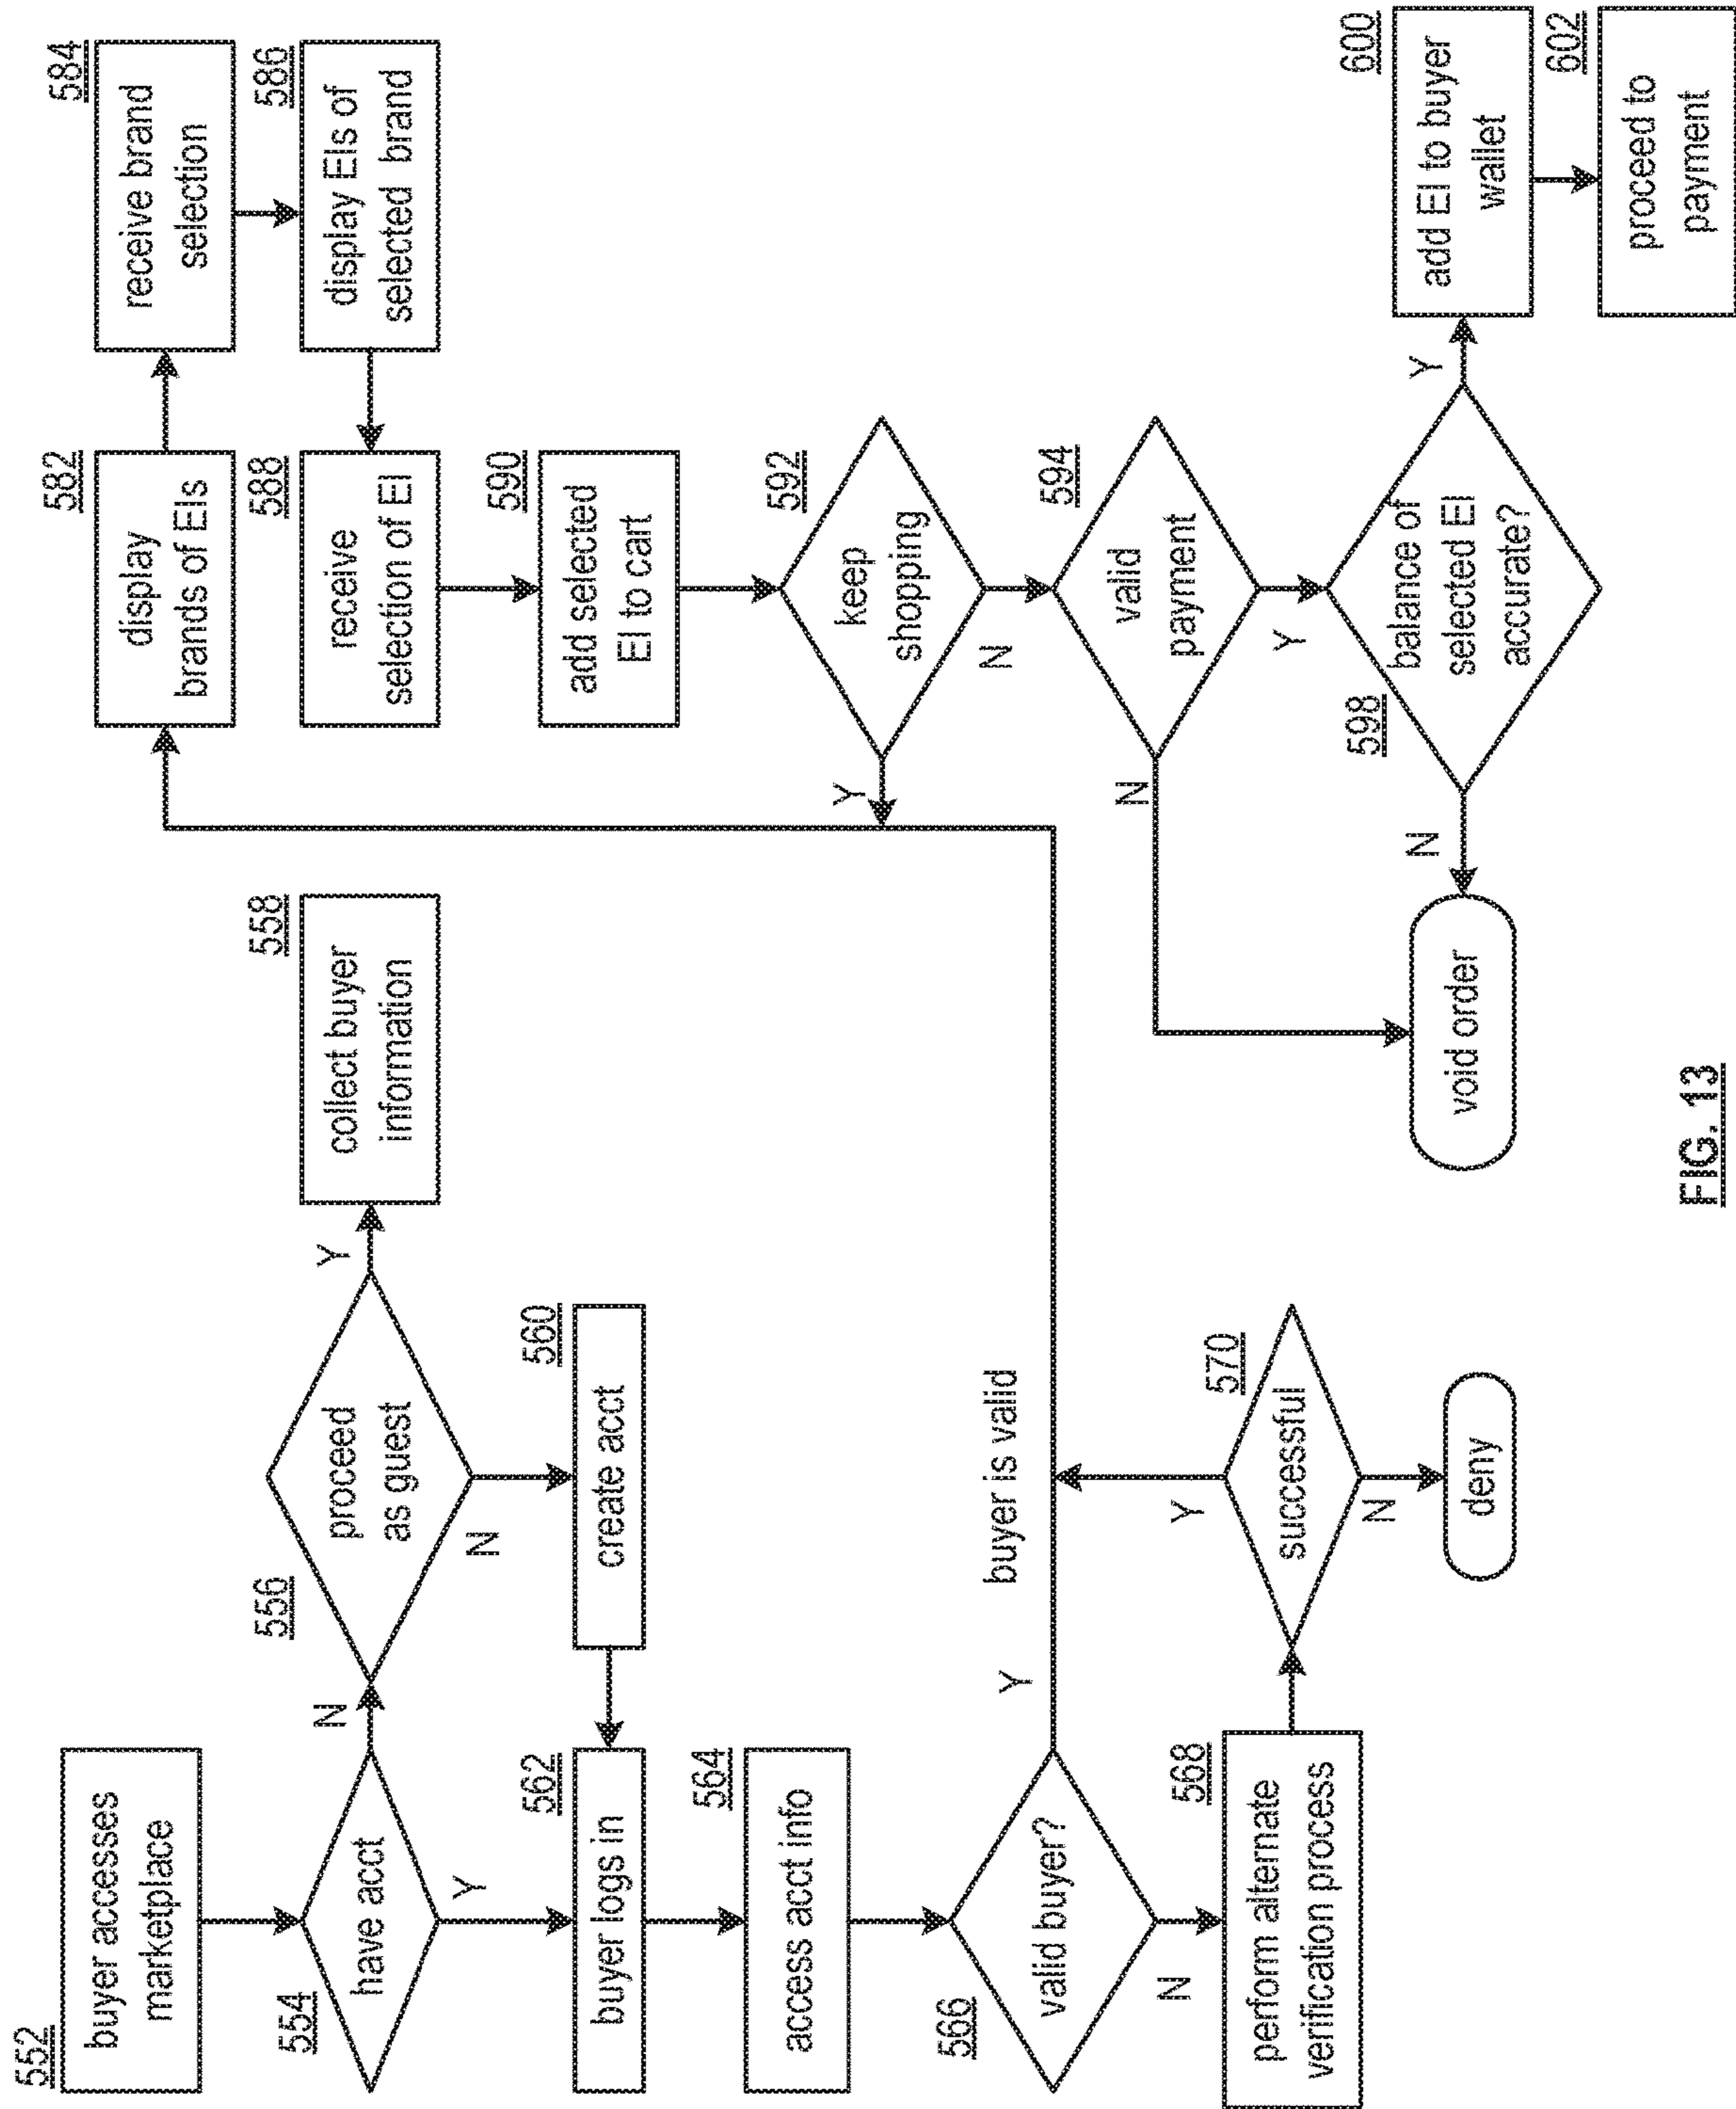 552
buyer accesses
marketplace
554
have acct
N
Y
556
proceed
as guest
Y
N
558
collect buyer
information
560
create acct
562
buyer logs in
564
access acct info
566
valid buyer?
Y
buyer is valid
N
568
perform alternate
verification process
570
successful
Y
N
deny
582
display
brands of EIs
584
receive brand
selection
586
display EIs of
selected brand
588
receive
selection of EI
590
add selected
EI to cart
592
keep
shopping
Y
N
594
valid
payment
N
Y
598
balance of
selected EI
accurate?
N
Y
void order
600
add EI to buyer
wallet
602
proceed to
payment
FIG. 13